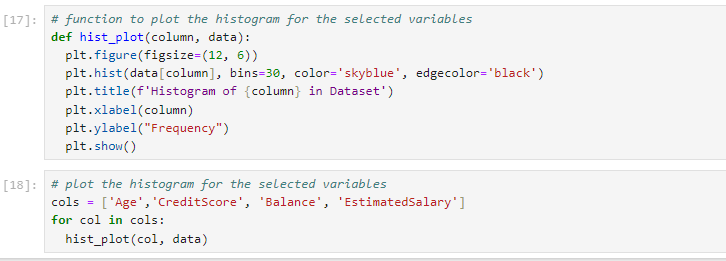 [17]: # function to plot the histogram for the selected variables
def hist_plot(column, data):
  plt.figure(figsize=(12, 6))
  plt.hist(data[column], bins=30, color='skyblue', edgecolor='black')
  plt.title(f'Histogram of {column} in Dataset')
  plt.xlabel(column)
  plt.ylabel("Frequency")
  plt.show()
[18]: # plot the histogram for the selected variables
cols = ['Age','CreditScore', 'Balance', 'EstimatedSalary']
for col in cols:
  hist_plot(col, data)